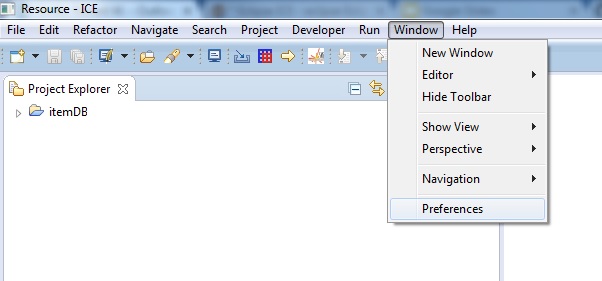 Resource - ICE
File Edit Refactor Navigate Search Project Developer Run Window Help
New Window
Editor
Hide Toolbar
Show View
Perspective
Navigation
Preferences
Project Explorer
itemDB